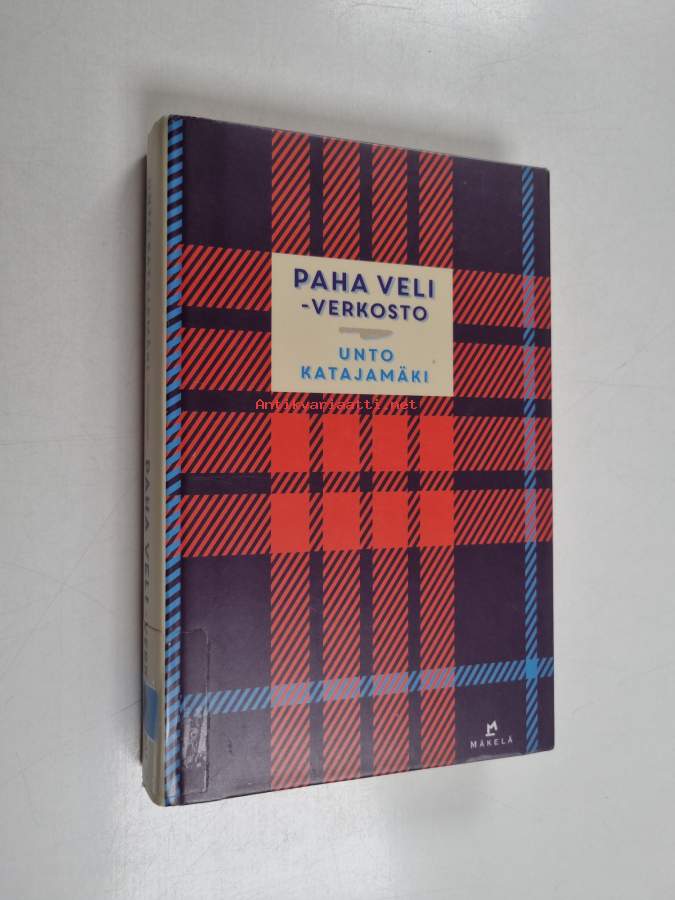 PAHA VELI
-VERKOSTO
UNTO
KATAJAMÄKI
Antikvariaatti.net
MÄKELÄ
PAHA VELI